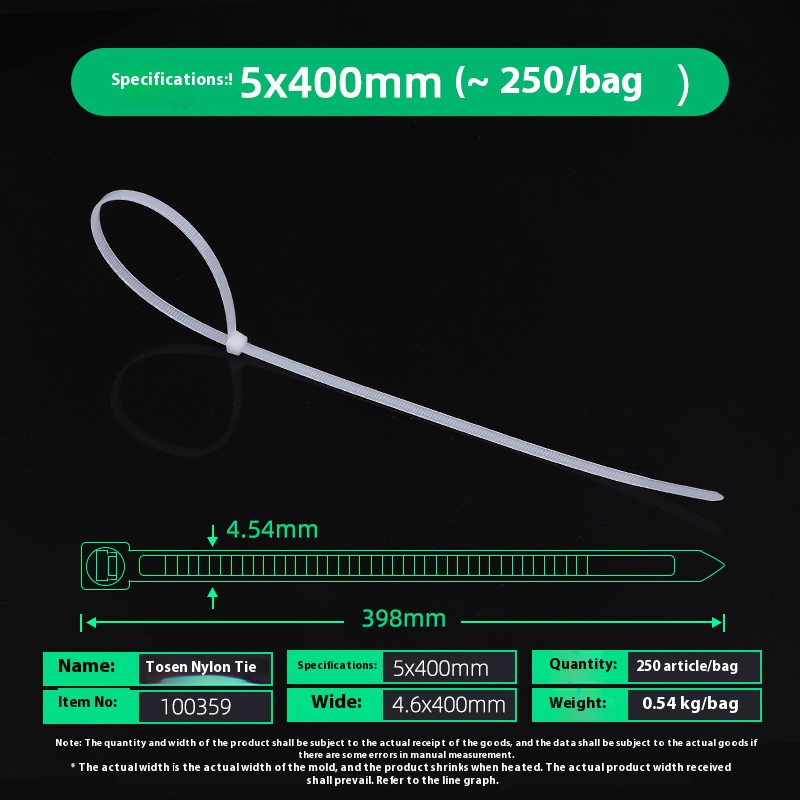 Specifications:! 5x400mm (~ 250/bag )
4.54mm
398mm
Name: Tosen Nylon Tie
Specifications: 5x400mm
Quantity: 250 article/bag
Item No: 100359
Wide: 4.6x400mm
Weight: 0.54 kg/bag
Note: The quantity and width of the product shall be subject to the actual receipt of the goods, and the data shall be subject to the actual goods if
there are some errors in manual measurement.
* The actual width is the actual width of the mold, and the product shrinks when heated. The actual product width received
shall prevail. Refer to the line graph.